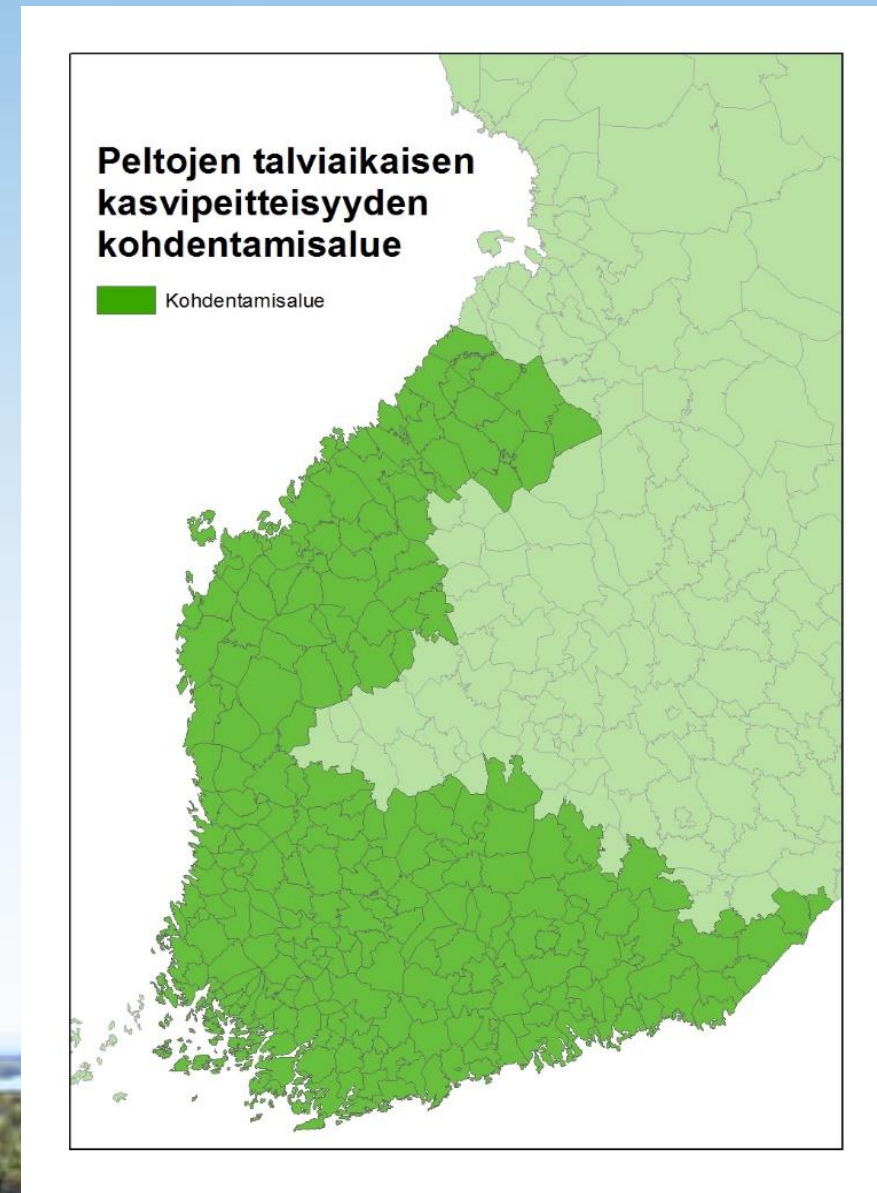 Peltojen talviaikaisen
kasvipeitteisyyden
kohdentamisalue
Kohdentamisalue